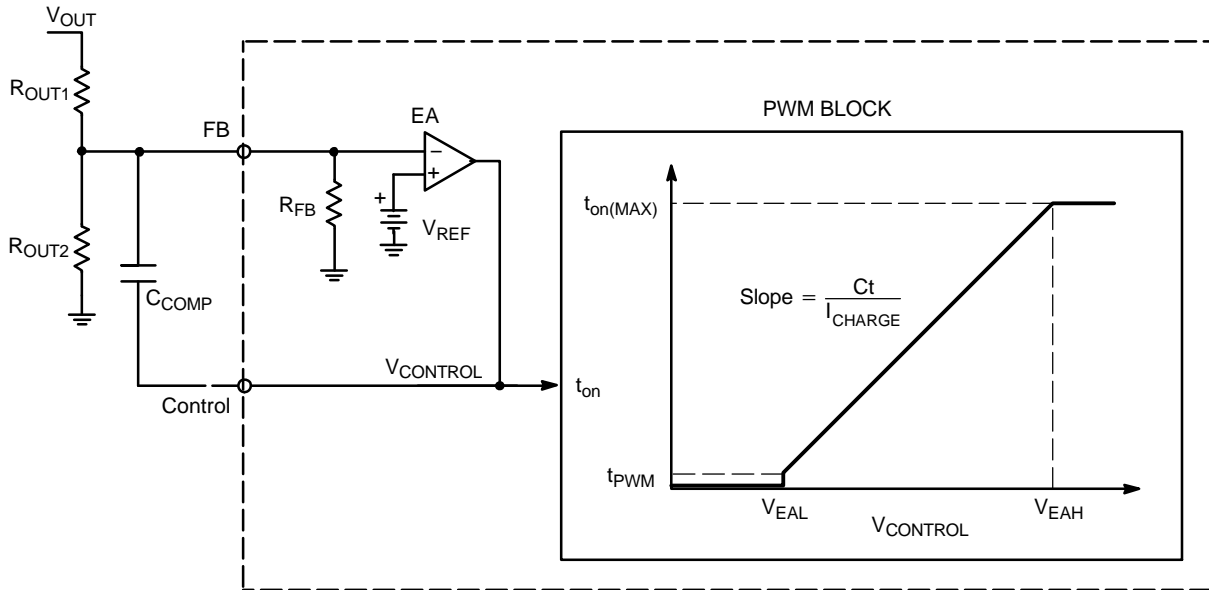 VOUT
ROUT1
FB
EA
PWM BLOCK
−
+
+
RFB
VREF
ROUT2
CCOMP
VCONTROL
Control
ton
ton(MAX)
Slope = Ct
ICHARGE
tPWM
VEAL
VCONTROL
VEAH